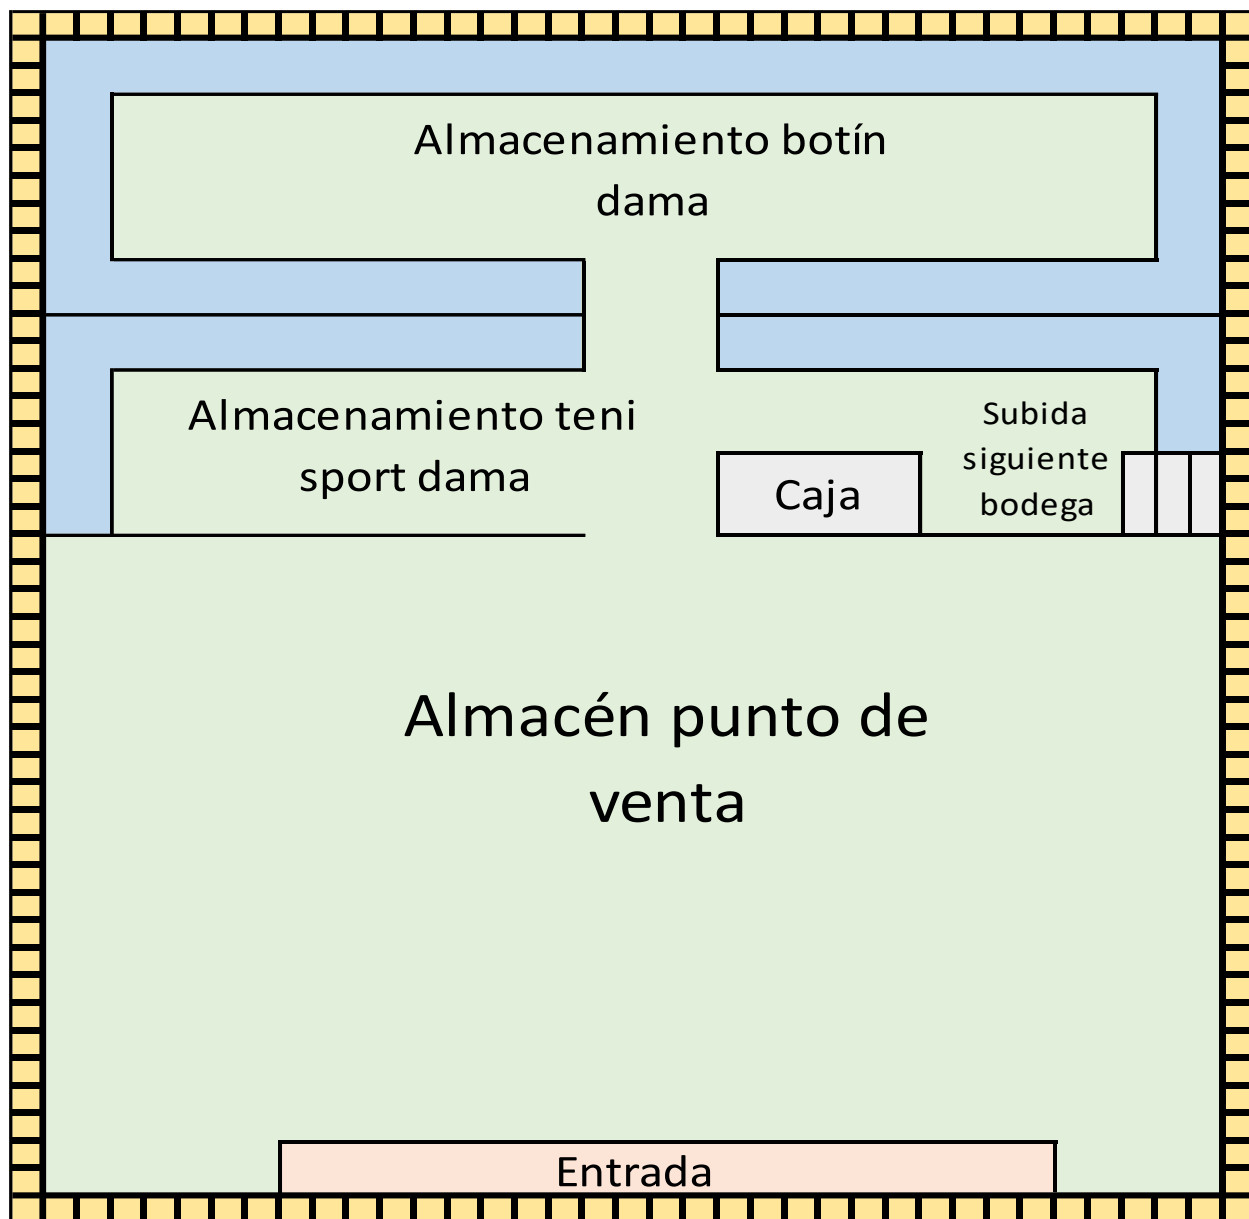 Almacenamiento botín
dama
Almacenamiento teni
sport dama
Subida
siguiente
bodega
Caja
Almacén punto de
venta
Entrada